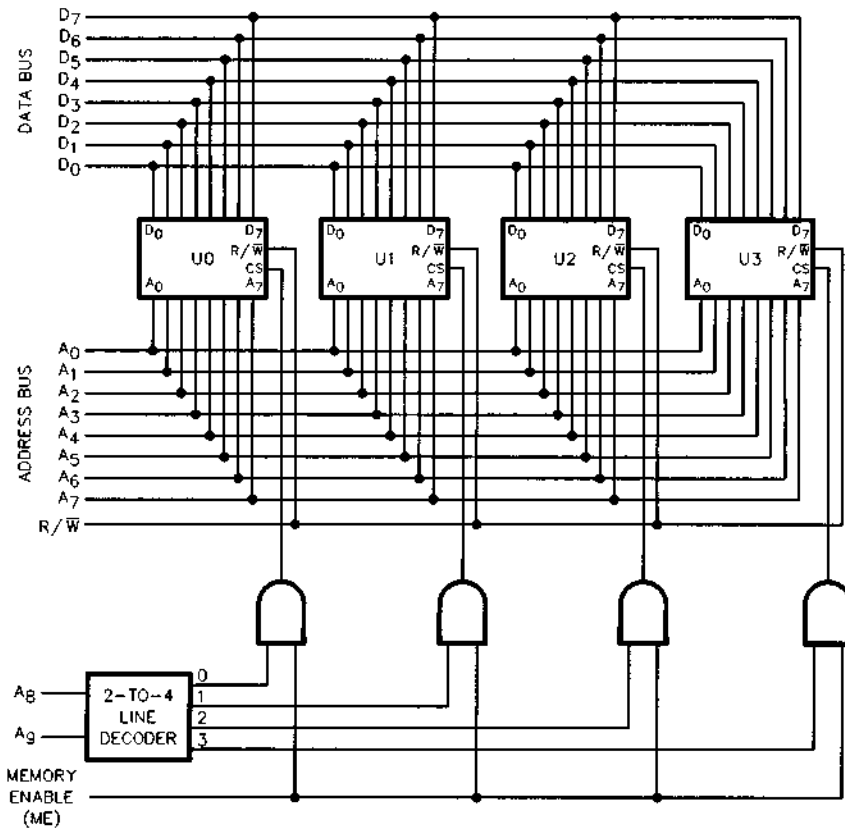 DATA BUS
D7
D6
D5
D4
D3
D2
D1
D0
D0 D7
U0 R/W̅
CS
A0 A7
D0 D7
U1 R/W̅
CS
A0 A7
D0 D7
U2 R/W̅
CS
A0 A7
D0 D7
U3 R/W̅
CS
A0 A7
ADDRESS BUS
A0
A1
A2
A3
A4
A5
A6
A7
R/W̅
A8
A9
2-TO-4
LINE
DECODER
0
1
2
3
MEMORY
ENABLE
(ME)